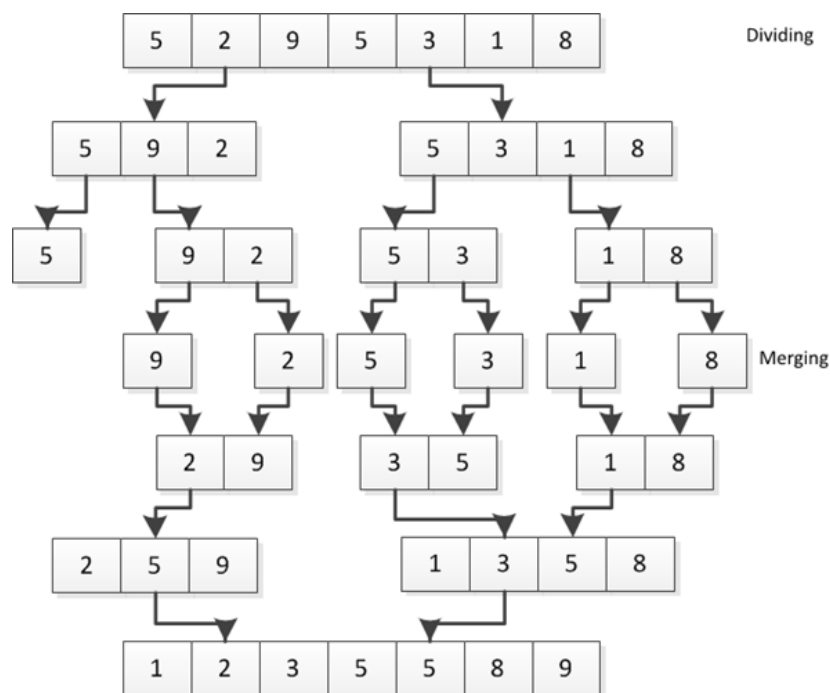 5 2 9 5 3 1 8 Dividing
5 9 2 5 3 1 8
5 9 2 5 3 1 8
9 2 5 3 1 8 Merging
2 9 3 5 1 8
2 5 9 1 3 5 8
1 2 3 5 5 8 9